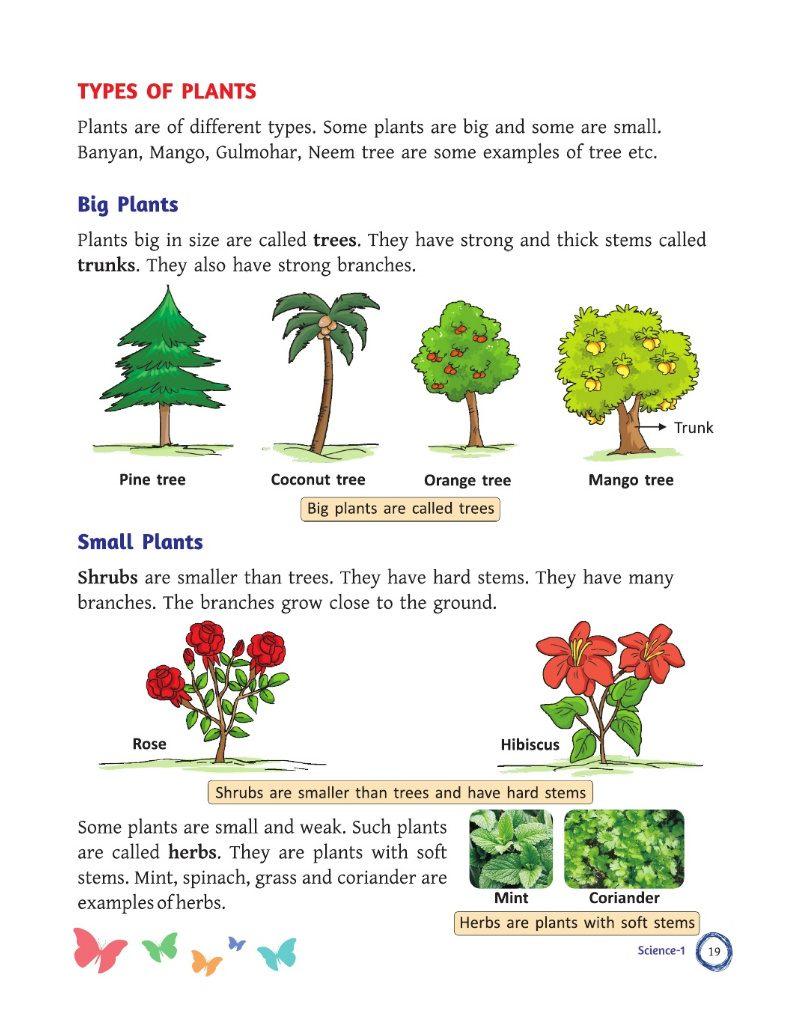 TYPES OF PLANTS
Plants are of different types. Some plants are big and some are small.
Banyan, Mango, Gulmohar, Neem tree are some examples of tree etc.
Big Plants
Plants big in size are called trees. They have strong and thick stems called
trunks. They also have strong branches.
Trunk
Pine tree
Coconut tree
Orange tree
Mango tree
Big plants are called trees
Small Plants
Shrubs are smaller than trees. They have hard stems. They have many
branches. The branches grow close to the ground.
Rose
Hibiscus
Shrubs are smaller than trees and have hard stems
Some plants are small and weak. Such plants
are called herbs. They are plants with soft
stems. Mint, spinach, grass and coriander are
examples of herbs.
Mint
Coriander
Herbs are plants with soft stems
Science-1
19